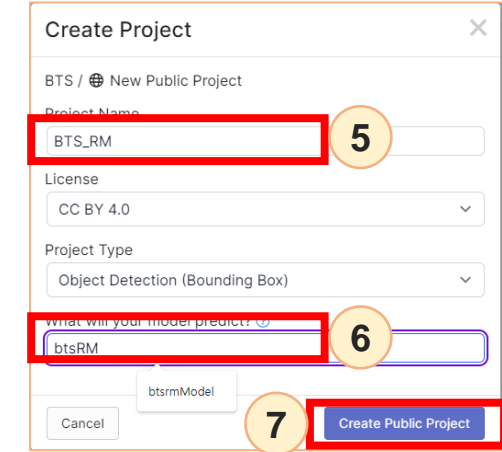 Create Project
BTS / New Public Project
Project Name
BTS_RM
5
License
CC BY 4.0
Project Type
Object Detection (Bounding Box)
What will your model predict?
btsRM
6
btsrmModel
Cancel
7
Create Public Project